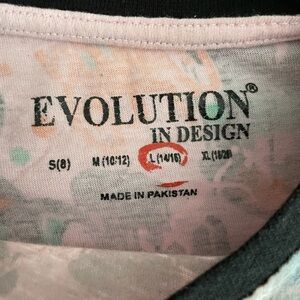 EVOLUTION®
IN DESIGN
S(8) M (10/12) L (14/16) XL (18/20)
MADE IN PAKISTAN